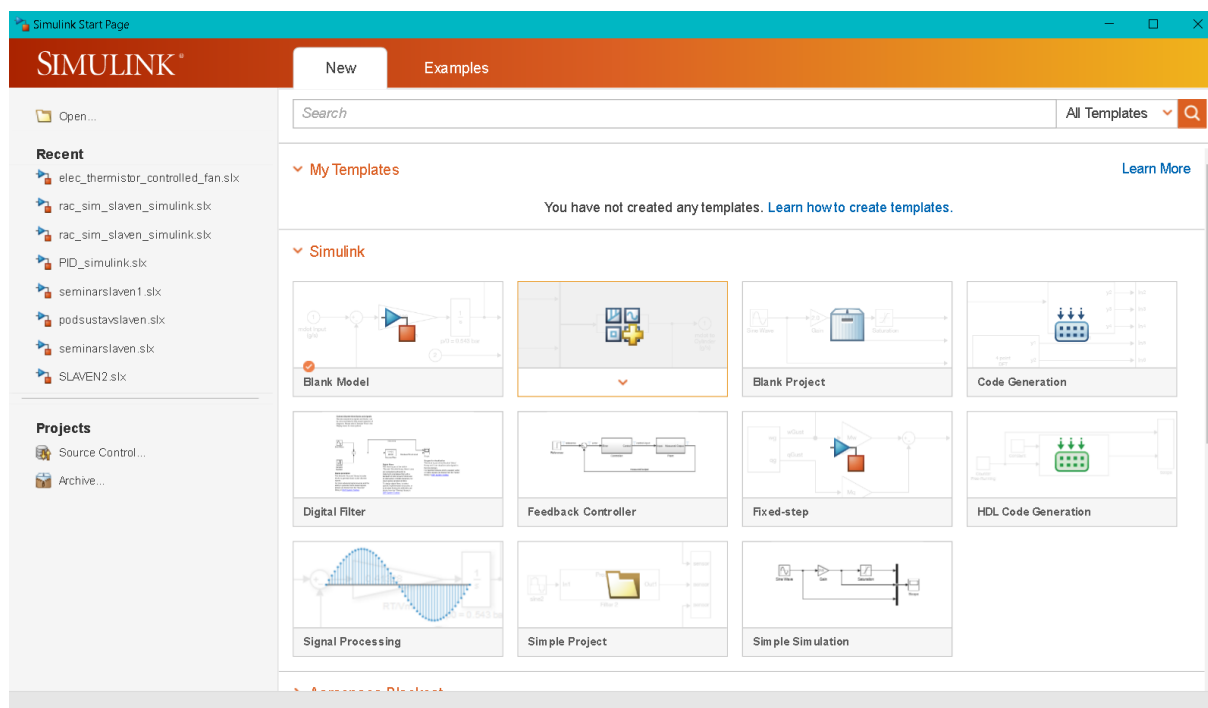 Simulink Start Page
SIMULINK®
New
Examples
Open...
Search
All Templates
Recent
elec_thermistor_controlled_fan.slx
rac_sim_slaven_simulink.slx
rac_sim_slaven_simulink.slx
PID_simulink.slx
seminarslaven1.slx
podsustavslaven.slx
seminarslaven.slx
SLAVEN2.slx
Projects
Source Control...
Archive...
My Templates
Learn More
You have not created any templates. Learn how to create templates.
Simulink
Blank Model
Blank Project
Code Generation
Digital Filter
Feedback Controller
Fixed-step
HDL Code Generation
Signal Processing
Simple Project
Simple Simulation
Aerospace Blockset